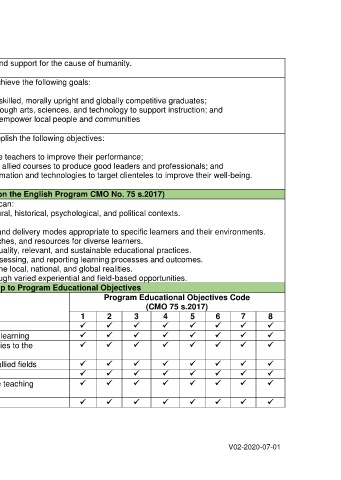 nd support for the cause of humanity.
chieve the following goals:
skilled, morally upright and globally competitive graduates;
ough arts, sciences, and technology to support instruction; and
empower local people and communities
plish the following objectives:
e teachers to improve their performance;
allied courses to produce good leaders and professionals; and
mation and technologies to target clienteles to improve their well-being.
on the English Program CMO No. 75 s.2017)
can:
ural, historical, psychological, and political contexts.
and delivery modes appropriate to specific learners and their environments.
ches, and resources for diverse learners.
uality, relevant, and sustainable educational practices.
sessing, and reporting learning processes and outcomes.
he local, national, and global realities.
ugh varied experiential and field-based opportunities.
p to Program Educational Objectives
Program Educational Objectives Code
(CMO 75 s.2017)
1 2 3 4 5 6 7 8
✓ ✓ ✓ ✓ ✓ ✓ ✓ ✓
learning ✓ ✓ ✓ ✓ ✓ ✓ ✓ ✓
ies to the ✓ ✓ ✓ ✓ ✓ ✓ ✓ ✓
allied fields ✓ ✓ ✓ ✓ ✓ ✓ ✓ ✓
✓ ✓ ✓ ✓ ✓ ✓ ✓ ✓
e teaching ✓ ✓ ✓ ✓ ✓ ✓ ✓ ✓
✓ ✓ ✓ ✓ ✓ ✓ ✓ ✓
V02-2020-07-01